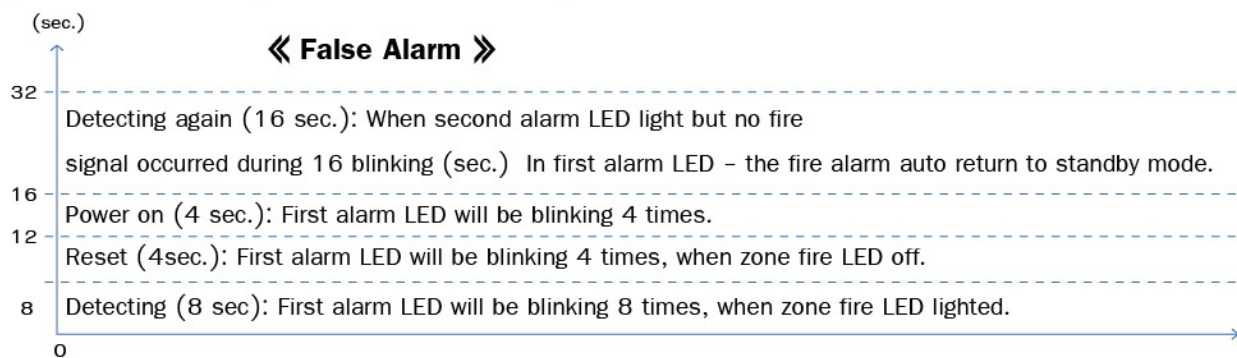 (sec.)
《 False Alarm 》
32
Detecting again (16 sec.): When second alarm LED light but no fire
signal occurred during 16 blinking (sec.) In first alarm LED – the fire alarm auto return to standby mode.
16
Power on (4 sec.): First alarm LED will be blinking 4 times.
12
Reset (4sec.): First alarm LED will be blinking 4 times, when zone fire LED off.
8 Detecting (8 sec): First alarm LED will be blinking 8 times, when zone fire LED lighted.
0